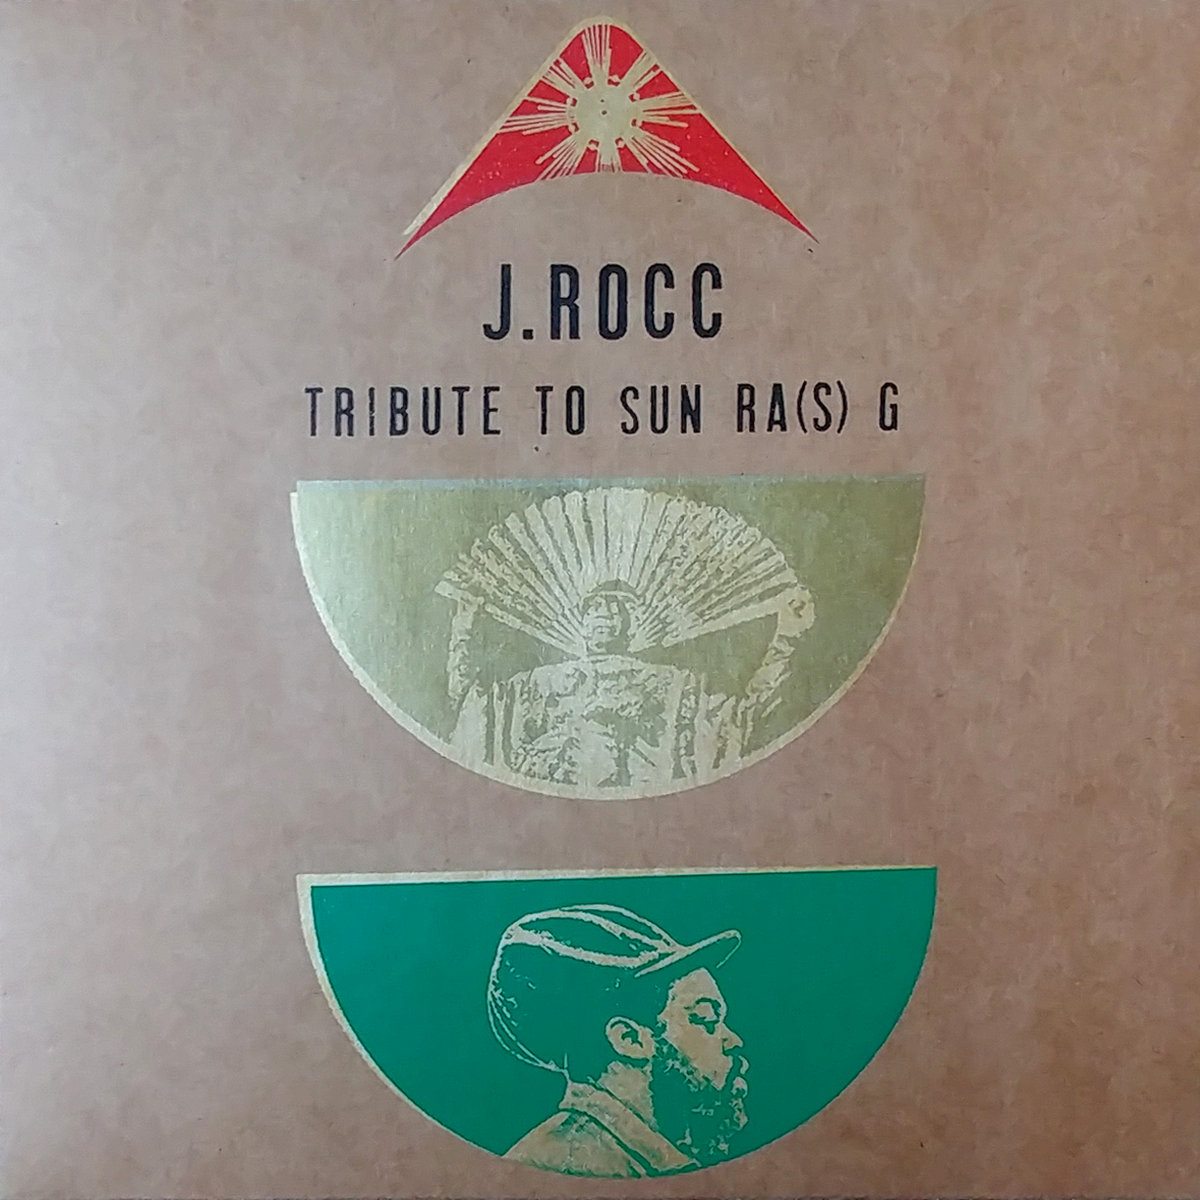 J.ROCC
TRIBUTE TO SUN RA(S) G